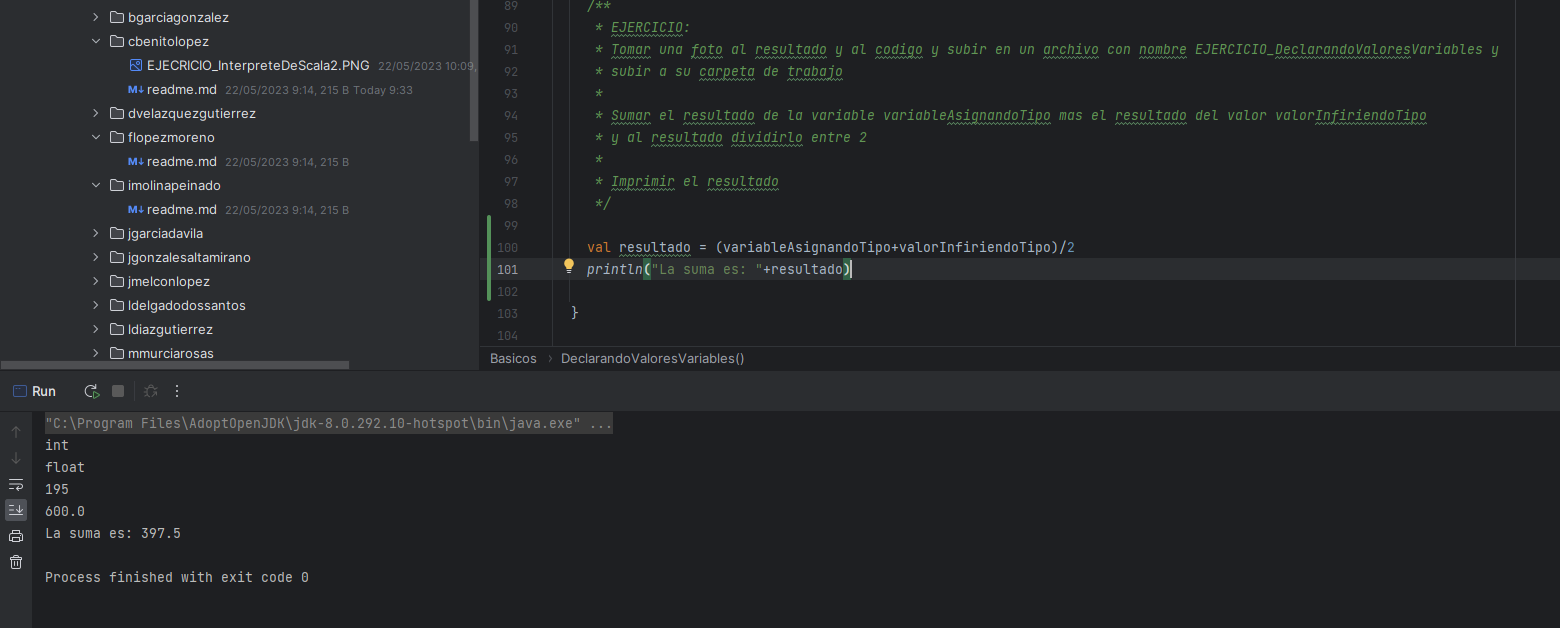 bgarciagonzalez
cbenitolopez
EJECRICIO_InterpreteDeScala2.PNG 22/05/2023 10:09,
readme.md 22/05/2023 9:14, 215 B Today 9:33
dvelazquezgutierrez
flopezmoreno
readme.md 22/05/2023 9:14, 215 B
imolinapeinado
readme.md 22/05/2023 9:14, 215 B
jgarciadavila
jgonzalesaltamirano
jmelconlopez
ldelgadodossantos
ldiazgutierrez
mmurciarosas
89 /**
90 * EJERCICIO:
91 * Tomar una foto al resultado y al codigo y subir en un archivo con nombre EJERCICIO_DeclarandoValoresVariables y
92 * subir a su carpeta de trabajo
93 *
94 * Sumar el resultado de la variable variableAsignandoTipo mas el resultado del valor valorInfiriendoTipo
95 * y al resultado dividirlo entre 2
96 *
97 * Imprimir el resultado
98 */
99
100 val resultado = (variableAsignandoTipo+valorInfiriendoTipo)/2
101 println("La suma es: "+resultado)
102
103 }
104
Basicos › DeclarandoValoresVariables()
Run
"C:\Program Files\AdoptOpenJDK\jdk-8.0.292.10-hotspot\bin\java.exe" ...
int
float
195
600.0
La suma es: 397.5
Process finished with exit code 0